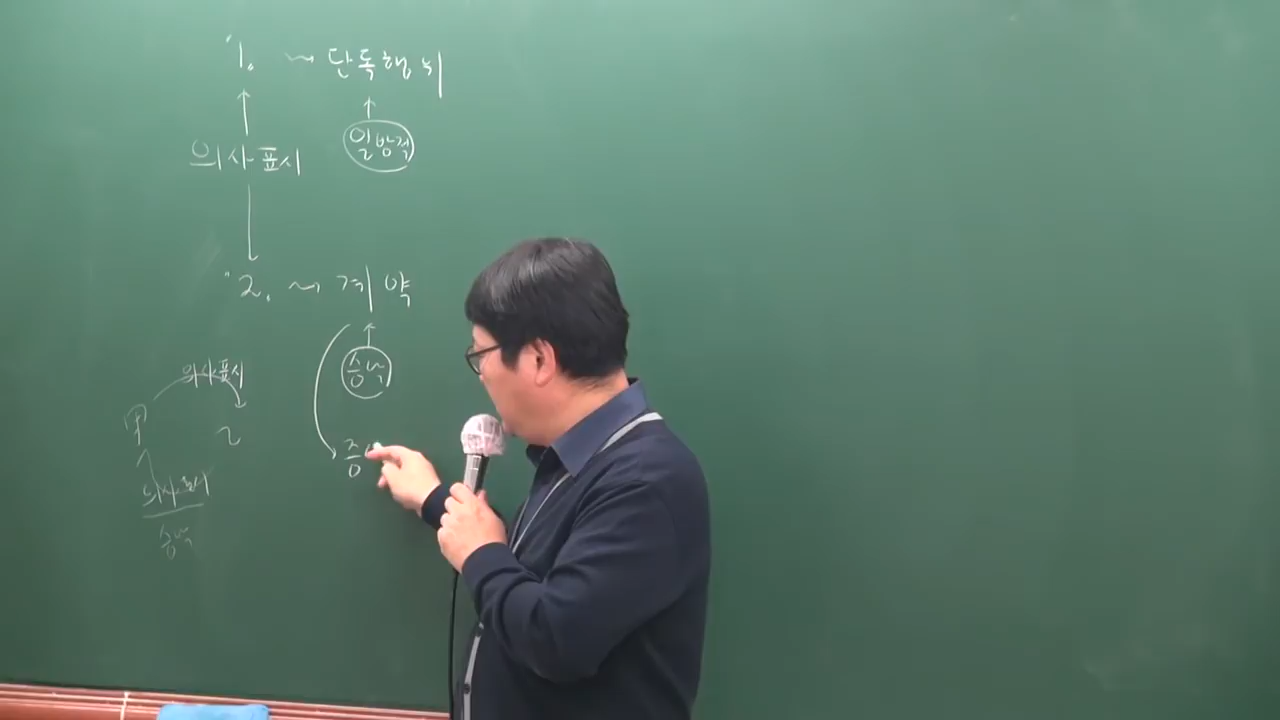 1. → 단독행위
일방적
의사표시
2. → 계약
승낙
의사표시
甲
乙
증
의사표시
승낙